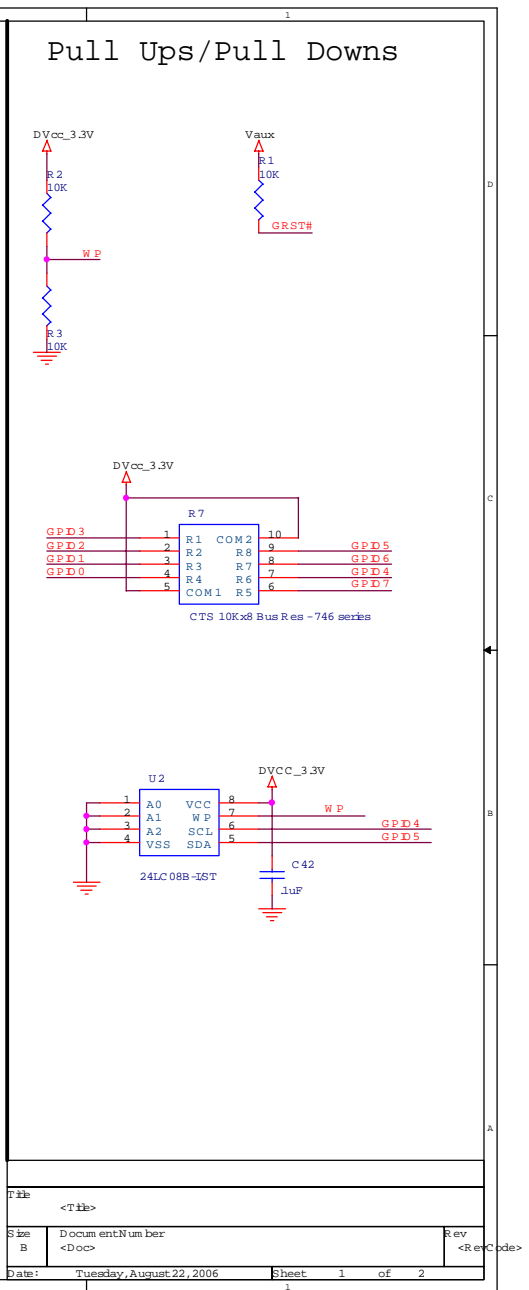 1
Pull Ups/Pull Downs
DVcc_3.3V
Vaux
R2
10K
R1
10K
GRST#
WP
R3
10K
D
DVcc_3.3V
C
R7
GPIO3 1 R1 COM2 10
GPIO2 2 R2 R8 9 GPIO5
GPIO1 3 R3 R7 8 GPIO6
GPIO0 4 R4 R6 7 GPIO4
5 COM1 R5 6 GPIO7
CTS 10Kx8 Bus Res - 746 series
DVCC_3.3V
U2
1 A0 VCC 8
2 A1 WP 7 WP
3 A2 SCL 6 GPIO4
4 VSS SDA 5 GPIO5
B
24LC08B-I/ST
C42
.1uF
A
Title
<Title>
Size
B
Document Number
<Doc>
Rev
<RevCode>
Date: Tuesday, August 22, 2006 Sheet 1 of 2
1